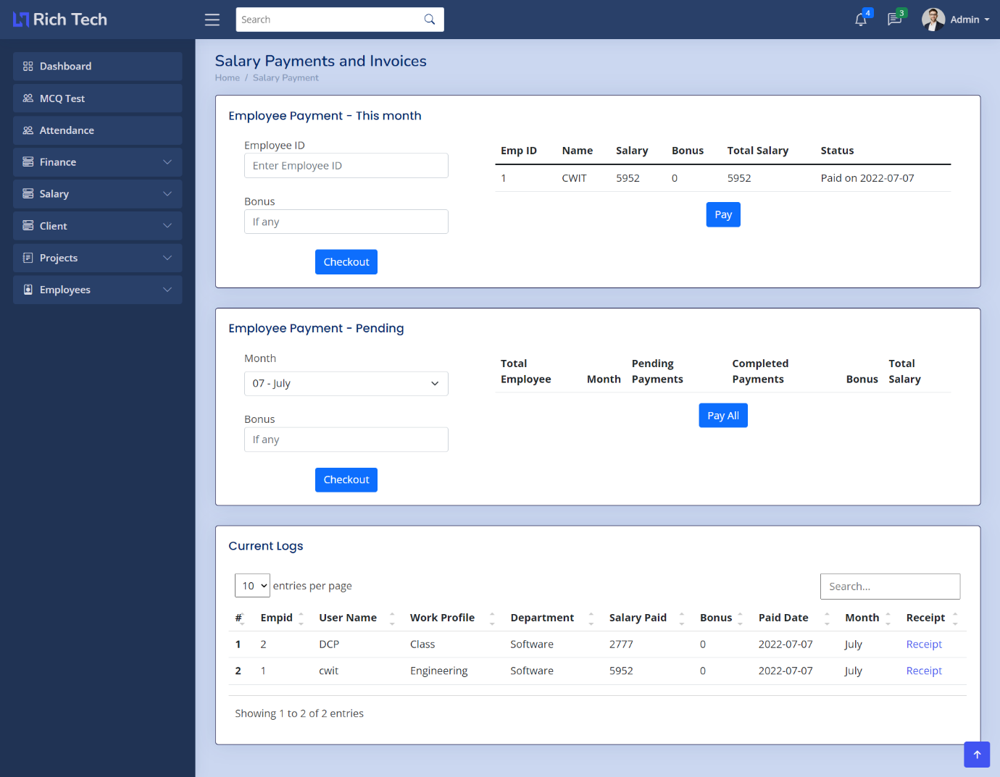 Rich Tech
Search
4
3
Admin
Dashboard
MCQ Test
Attendance
Finance
Salary
Client
Projects
Employees
Salary Payments and Invoices
Home / Salary Payment
Employee Payment - This month
Employee ID
Enter Employee ID
Bonus
If any
Checkout
Emp ID Name Salary Bonus Total Salary Status
1 CWIT 5952 0 5952 Paid on 2022-07-07
Pay
Employee Payment - Pending
Month
07 - July
Bonus
If any
Checkout
Total Employee Month Pending Payments Completed Payments Bonus Total Salary
Pay All
Current Logs
10 entries per page
Search...
# Empid User Name Work Profile Department Salary Paid Bonus Paid Date Month Receipt
1 2 DCP Class Software 2777 0 2022-07-07 July Receipt
2 1 cwit Engineering Software 5952 0 2022-07-07 July Receipt
Showing 1 to 2 of 2 entries